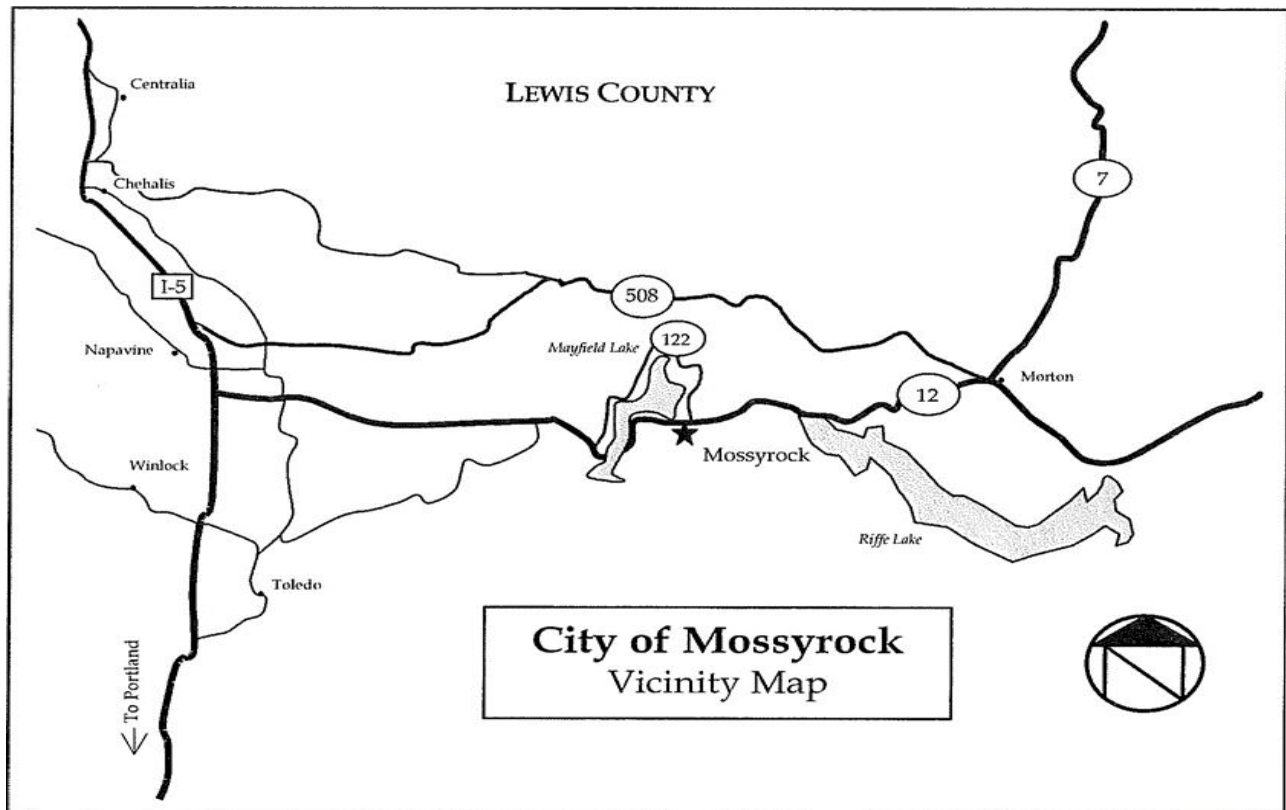 LEWIS COUNTY
Centralia
Chehalis
7
I-5
508
Napavine
Mayfield Lake
122
Morton
12
Mossyrock
Winlock
Riffe Lake
Toledo
City of Mossyrock
Vicinity Map
To Portland